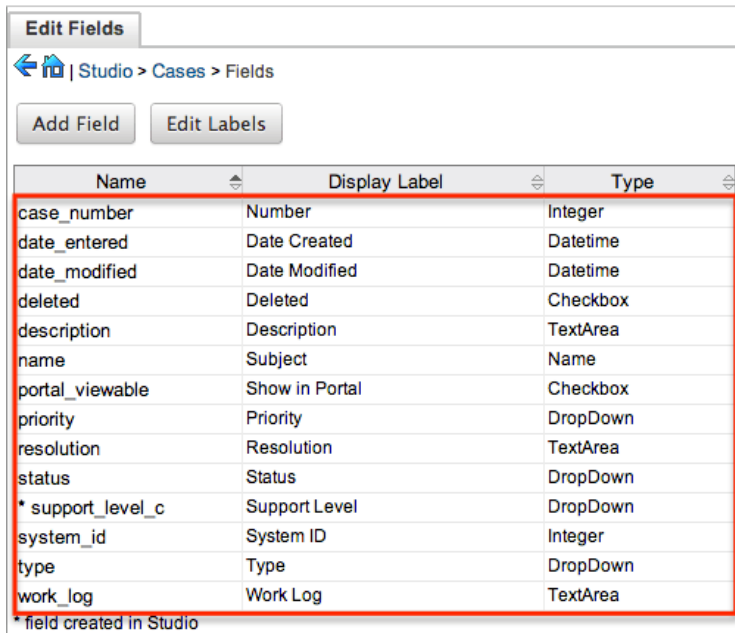 Edit Fields
| Studio > Cases > Fields
Add Field Edit Labels
Name Display Label Type
case_number Number Integer
date_entered Date Created Datetime
date_modified Date Modified Datetime
deleted Deleted Checkbox
description Description TextArea
name Subject Name
portal_viewable Show in Portal Checkbox
priority Priority DropDown
resolution Resolution TextArea
status Status DropDown
* support_level_c Support Level DropDown
system_id System ID Integer
type Type DropDown
work_log Work Log TextArea
* field created in Studio